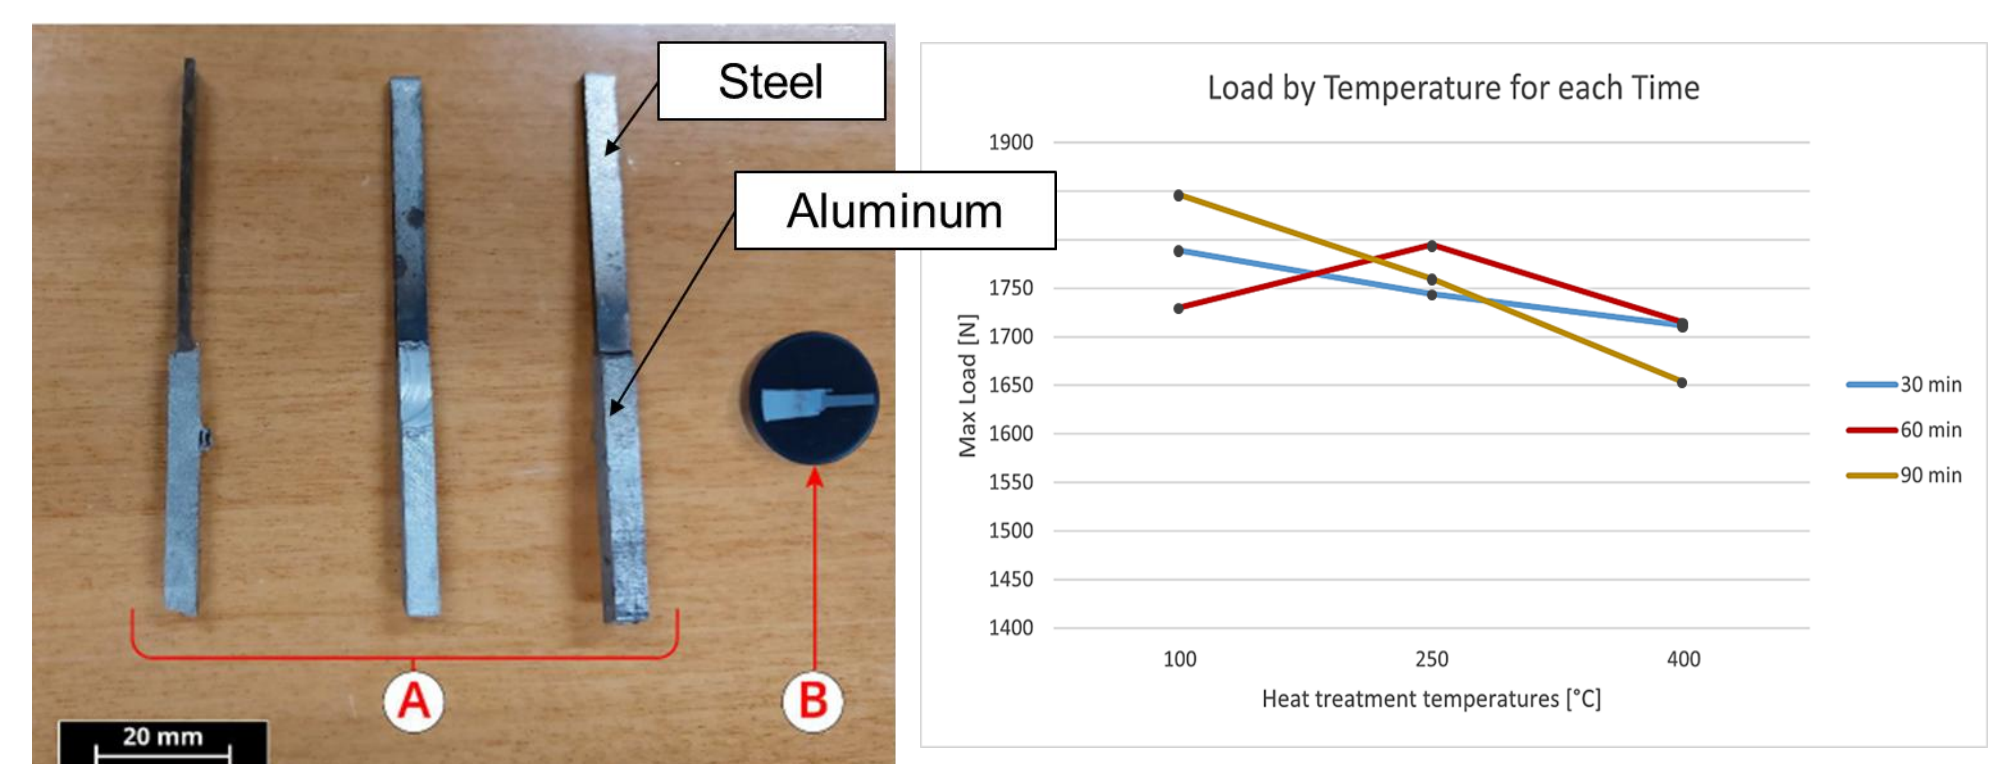 Steel
Aluminum
A
B
20 mm
Load by Temperature for each Time
1900
1750
1700
1650
1600
1550
1500
1450
1400
Max Load [N]
100
250
400
Heat treatment temperatures [°C]
30 min
60 min
90 min